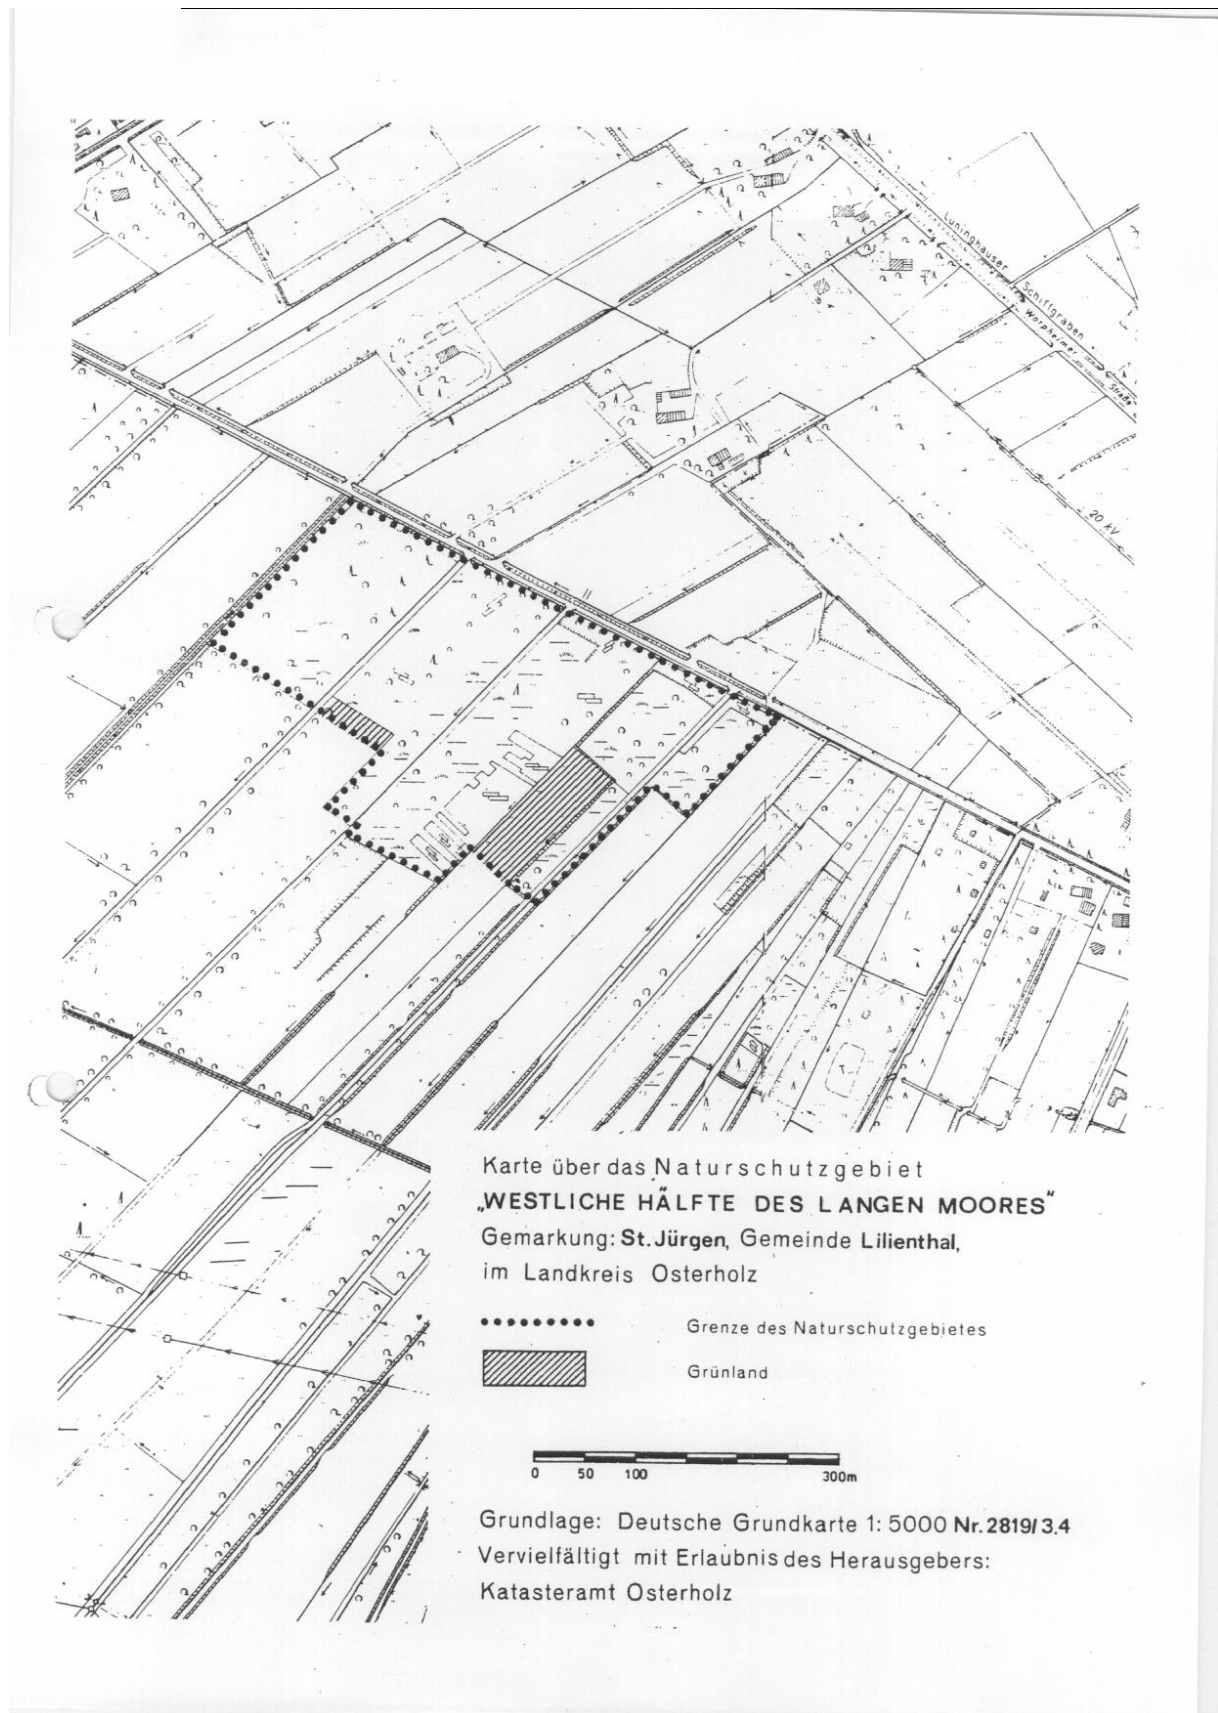 Lüninghauser Schiffgraben
Worpheimer Straße
20 kV
Karte über das Naturschutzgebiet
„WESTLICHE HÄLFTE DES LANGEN MOORES“
Gemarkung: St. Jürgen, Gemeinde Lilienthal,
im Landkreis Osterholz
Grenze des Naturschutzgebietes
Grünland
0 50 100 300m
Grundlage: Deutsche Grundkarte 1: 5000 Nr. 2819/3.4
Vervielfältigt mit Erlaubnis des Herausgebers:
Katasteramt Osterholz